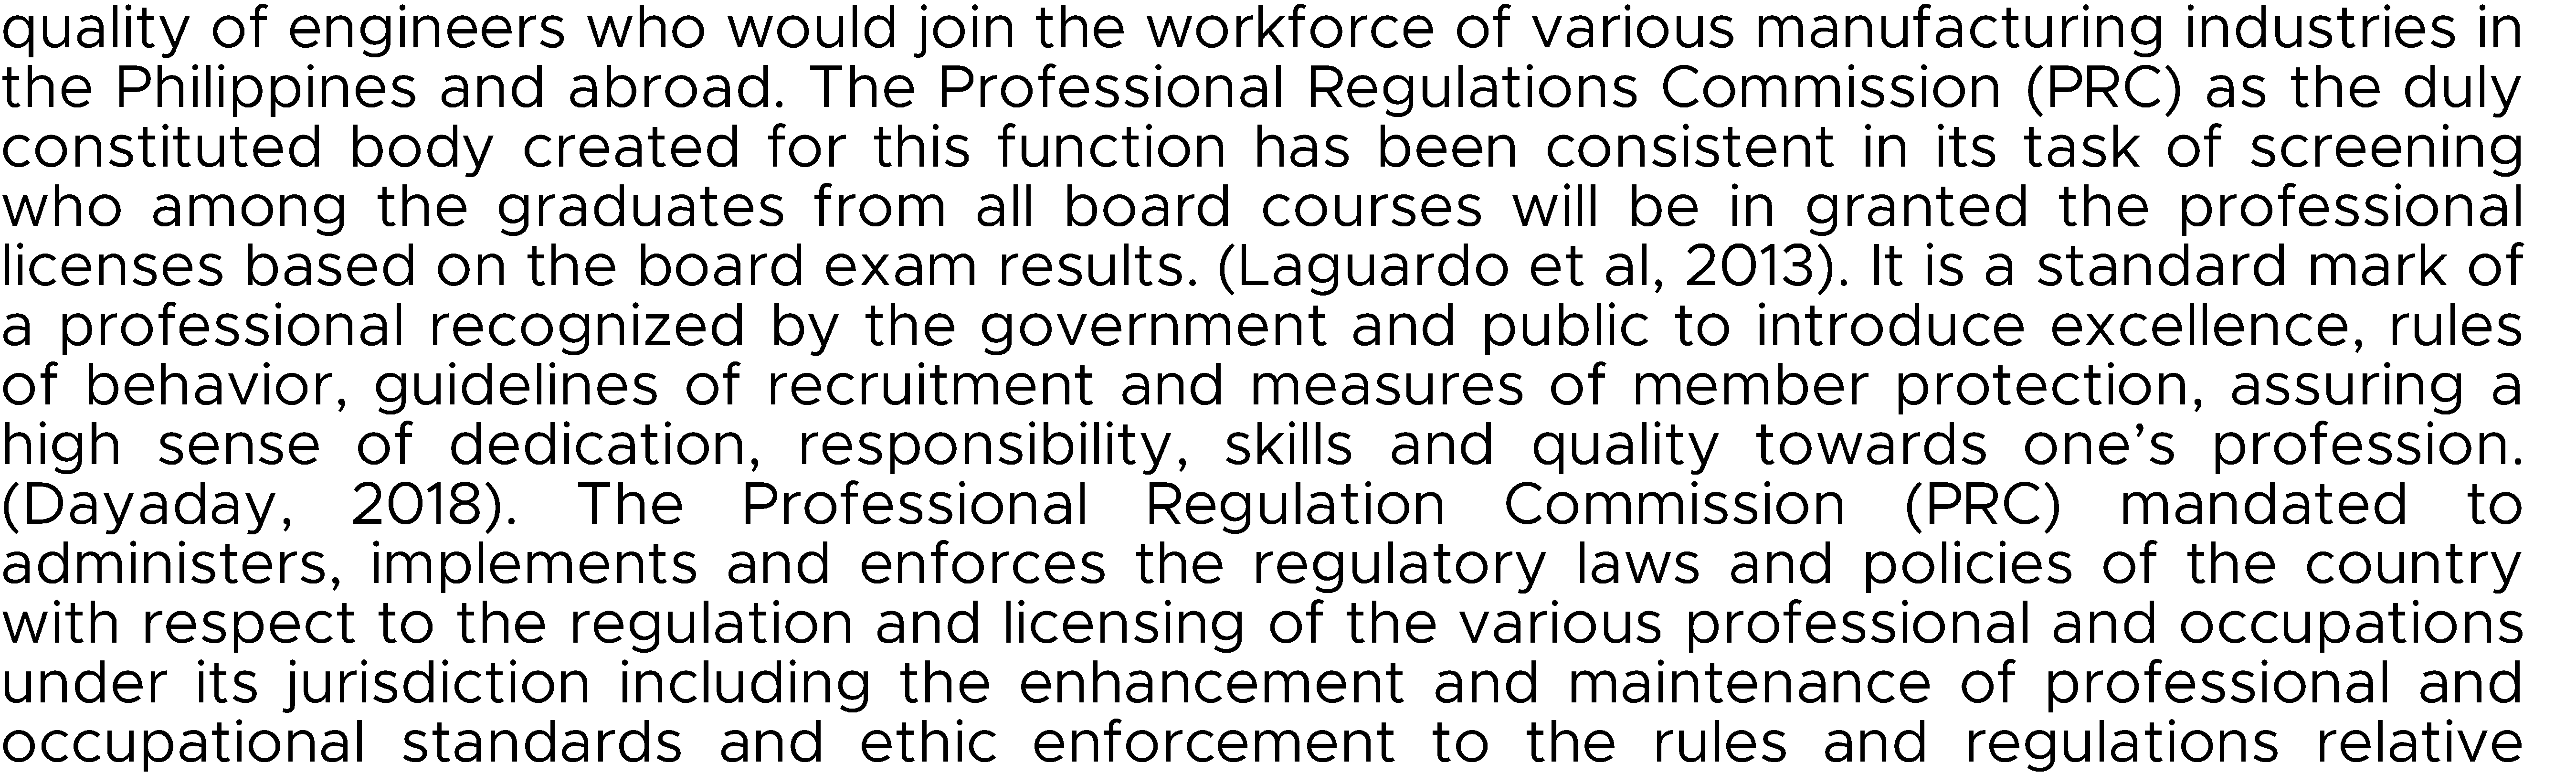 quality of engineers who would join the workforce of various manufacturing industries in
the Philippines and abroad. The Professional Regulations Commission (PRC) as the duly
constituted body created for this function has been consistent in its task of screening
who among the graduates from all board courses will be in granted the professional
licenses based on the board exam results. (Laguardo et al, 2013). It is a standard mark of
a professional recognized by the government and public to introduce excellence, rules
of behavior, guidelines of recruitment and measures of member protection, assuring a
high sense of dedication, responsibility, skills and quality towards one’s profession.
(Dayaday, 2018). The Professional Regulation Commission (PRC) mandated to
administers, implements and enforces the regulatory laws and policies of the country
with respect to the regulation and licensing of the various professional and occupations
under its jurisdiction including the enhancement and maintenance of professional and
occupational standards and ethic enforcement to the rules and regulations relative